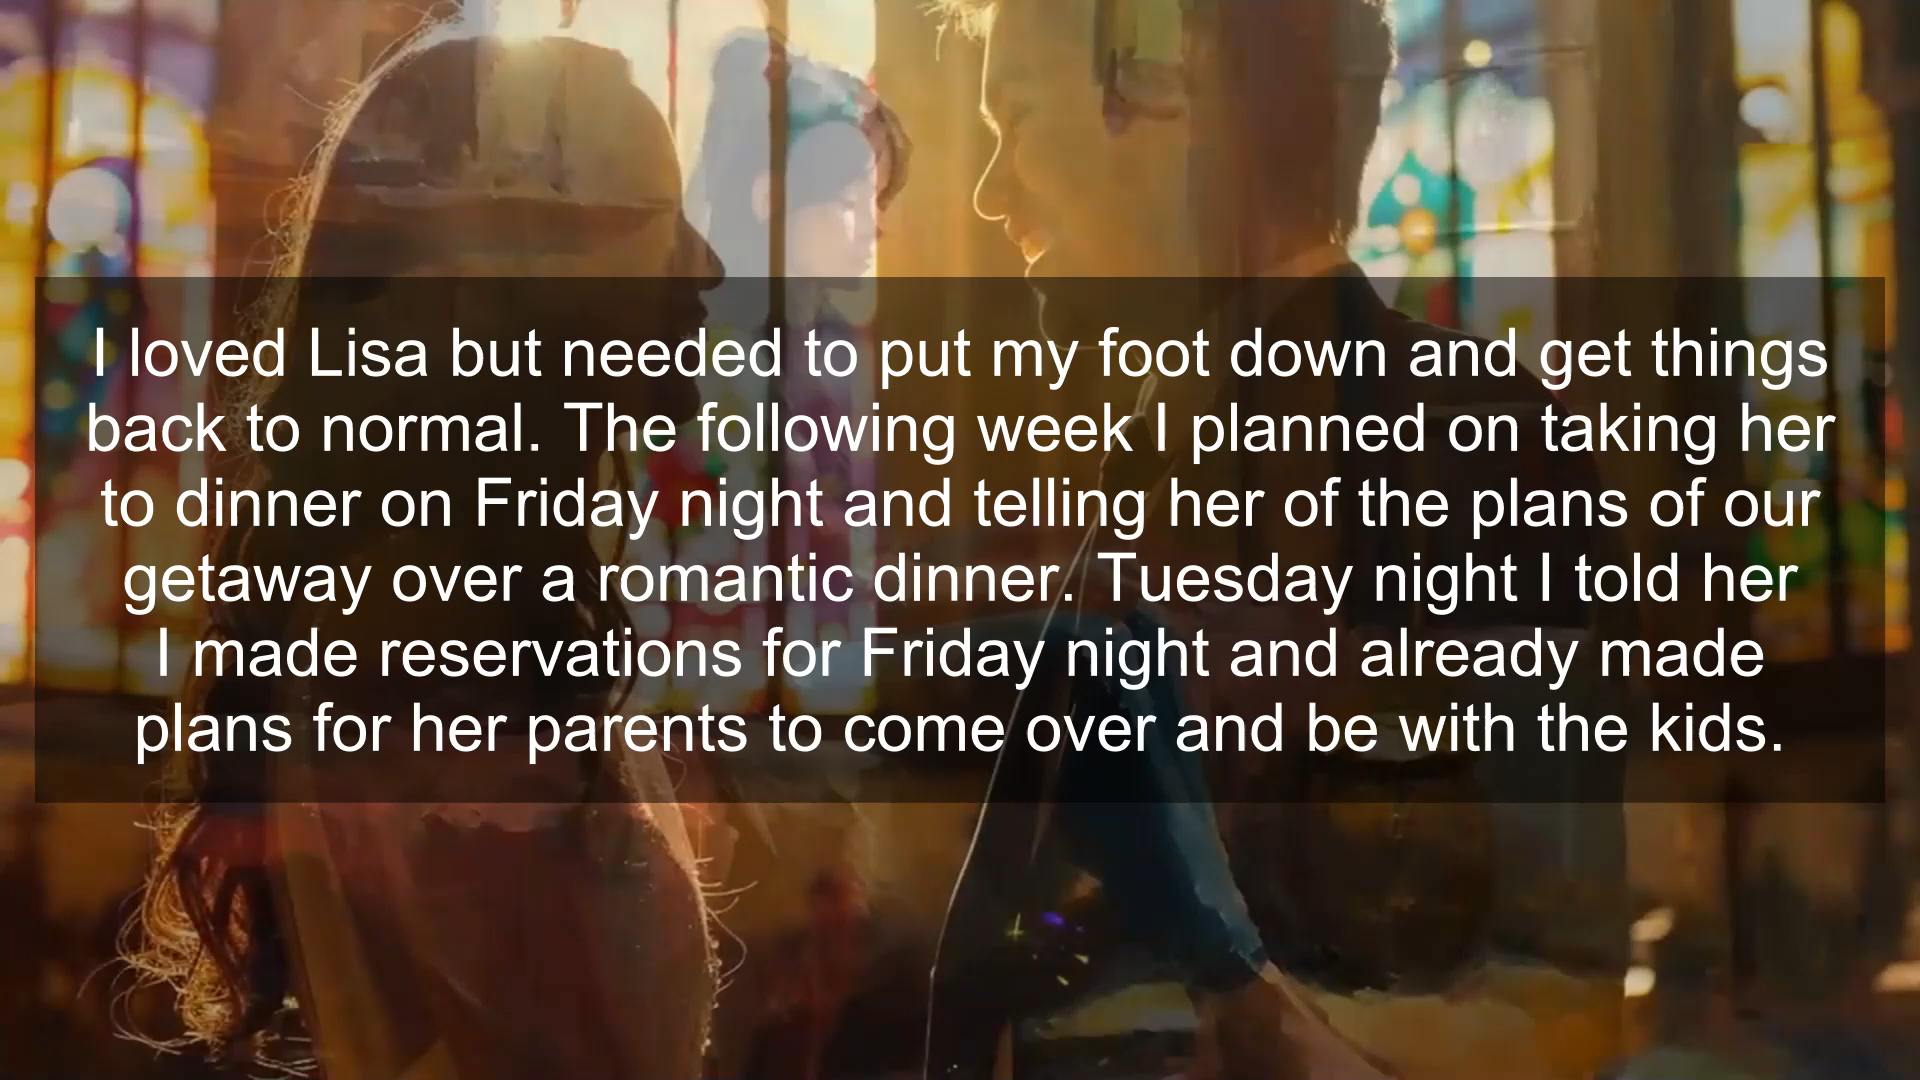 I loved Lisa but needed to put my foot down and get things
back to normal. The following week I planned on taking her
to dinner on Friday night and telling her of the plans of our
getaway over a romantic dinner. Tuesday night I told her
I made reservations for Friday night and already made
plans for her parents to come over and be with the kids.